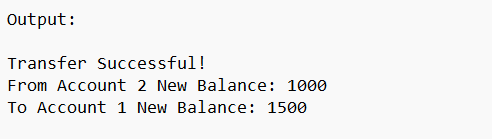 Output:
Transfer Successful!
From Account 2 New Balance: 1000
To Account 1 New Balance: 1500